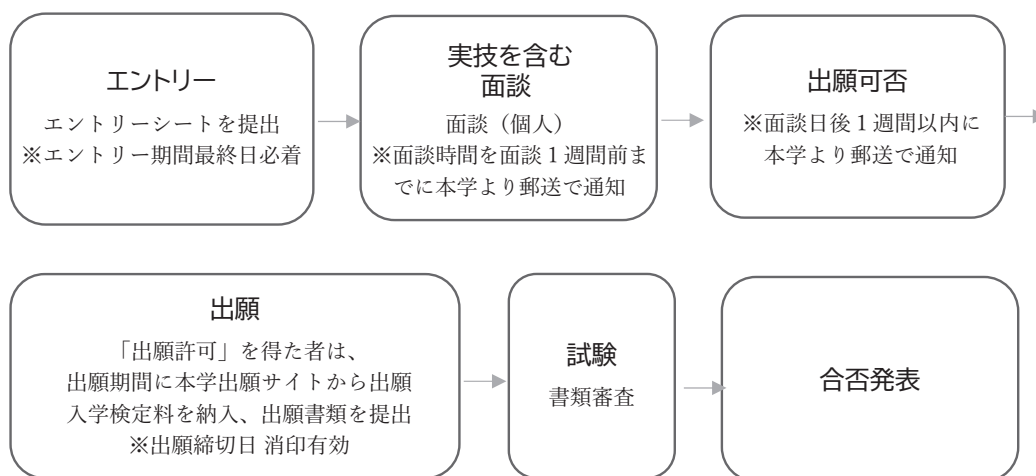 エントリー
エントリーシートを提出
※エントリー期間最終日必着
実技を含む
面談
面談（個人）
※面談時間を面談１週間前ま
でに本学より郵送で通知
出願可否
※面談日後１週間以内に
本学より郵送で通知
出願
「出願許可」を得た者は、
出願期間に本学出願サイトから出願
入学検定料を納入、出願書類を提出
※出願締切日 消印有効
試験
書類審査
合否発表